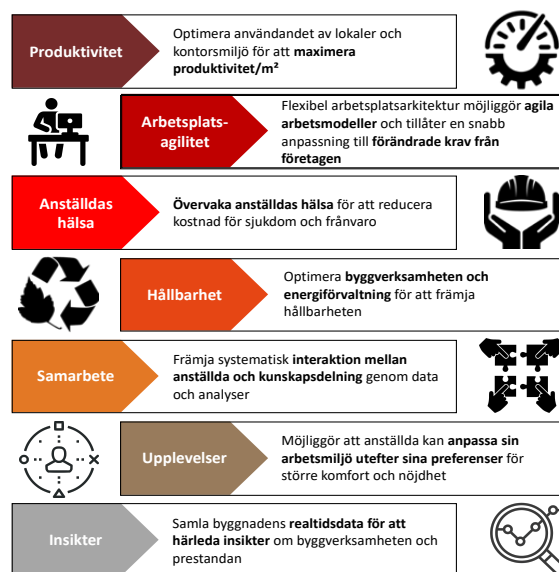 Produktivitet
Optimera användandet av lokaler och
kontorsmiljö för att maximera
produktivitet/m²
Arbetsplats-
agilitet
Flexibel arbetsplatsarkitektur möjliggör agila
arbetsmodeller och tillåter en snabb
anpassning till förändrade krav från
företagen
Anställdas
hälsa
Övervaka anställdas hälsa för att reducera
kostnad för sjukdom och frånvaro
Hållbarhet
Optimera byggverksamheten och
energiförvaltning för att främja
hållbarheten
Samarbete
Främja systematisk interaktion mellan
anställda och kunskapsdelning genom data
och analyser
Upplevelser
Möjliggör att anställda kan anpassa sin
arbetsmiljö utefter sina preferenser för
större komfort och nöjdhet
Insikter
Samla byggnadens realtidsdata för att
härleda insikter om byggverksamheten och
prestandan